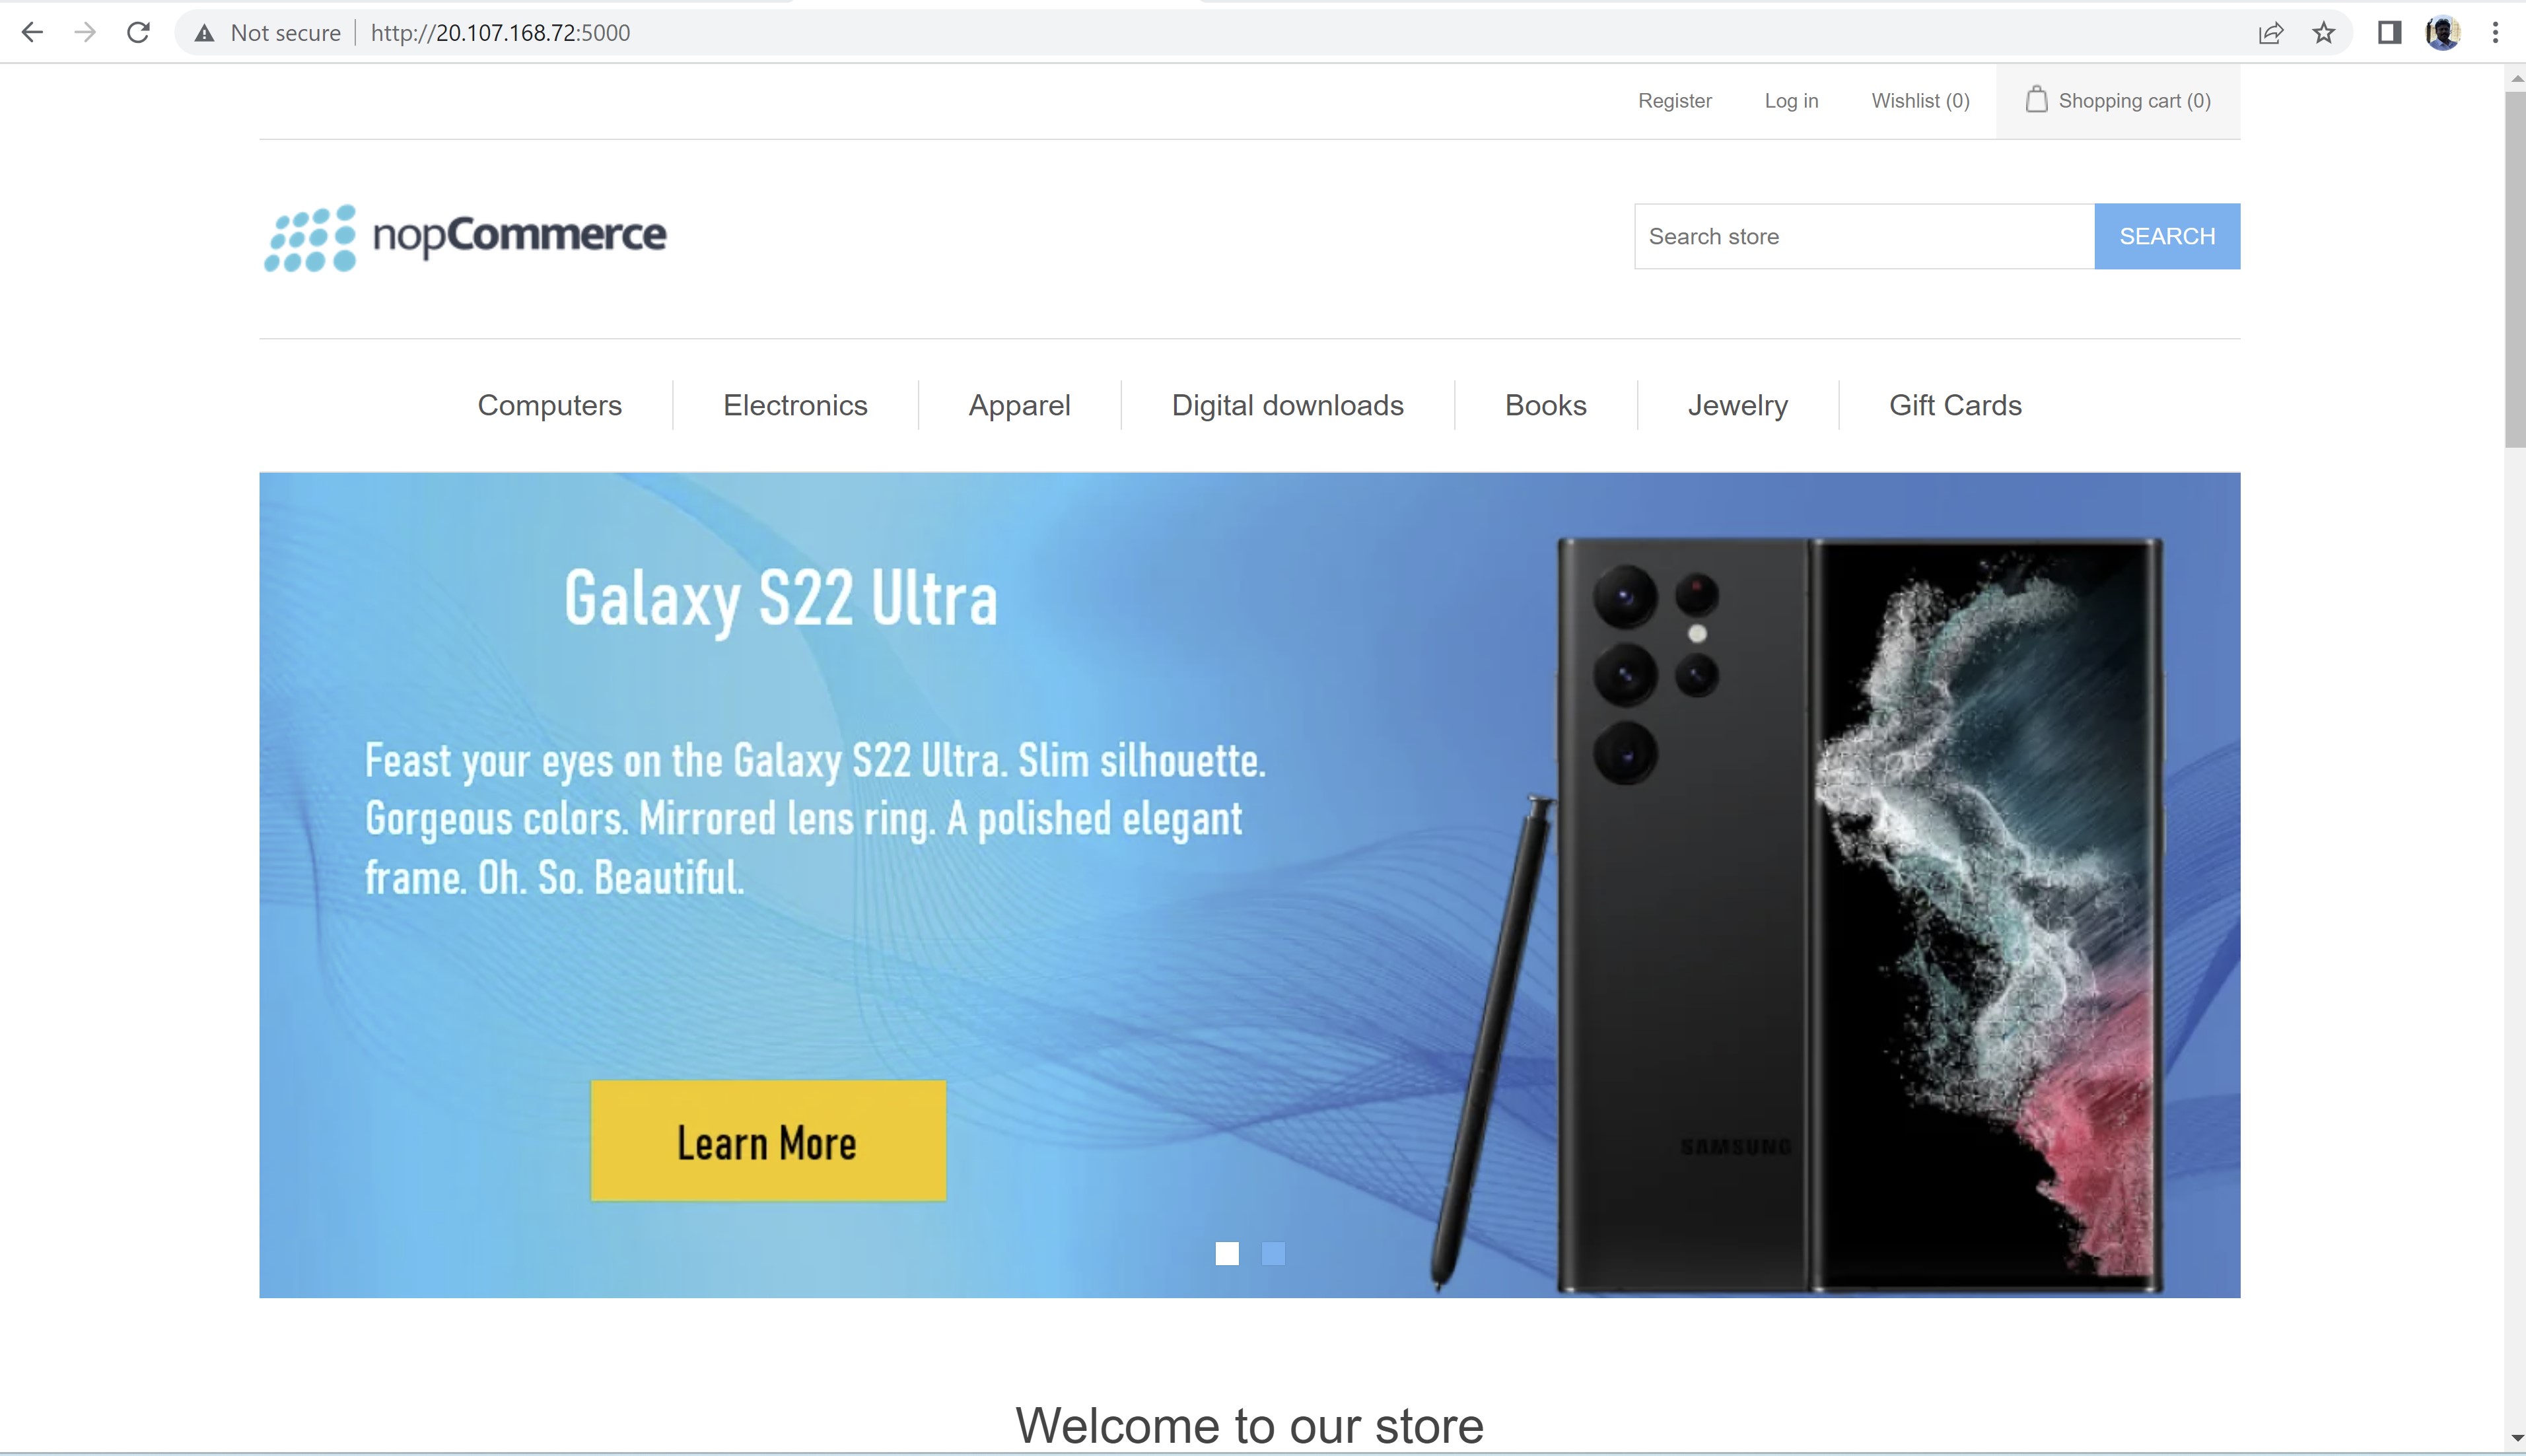 Not secure http://20.107.168.72:5000
Register Log in Wishlist (0) Shopping cart (0)
nopCommerce
Search store SEARCH
Computers Electronics Apparel Digital downloads Books Jewelry Gift Cards
Galaxy S22 Ultra
Feast your eyes on the Galaxy S22 Ultra. Slim silhouette.
Gorgeous colors. Mirrored lens ring. A polished elegant
frame. Oh. So. Beautiful.
Learn More
SAMSUNG
Welcome to our store